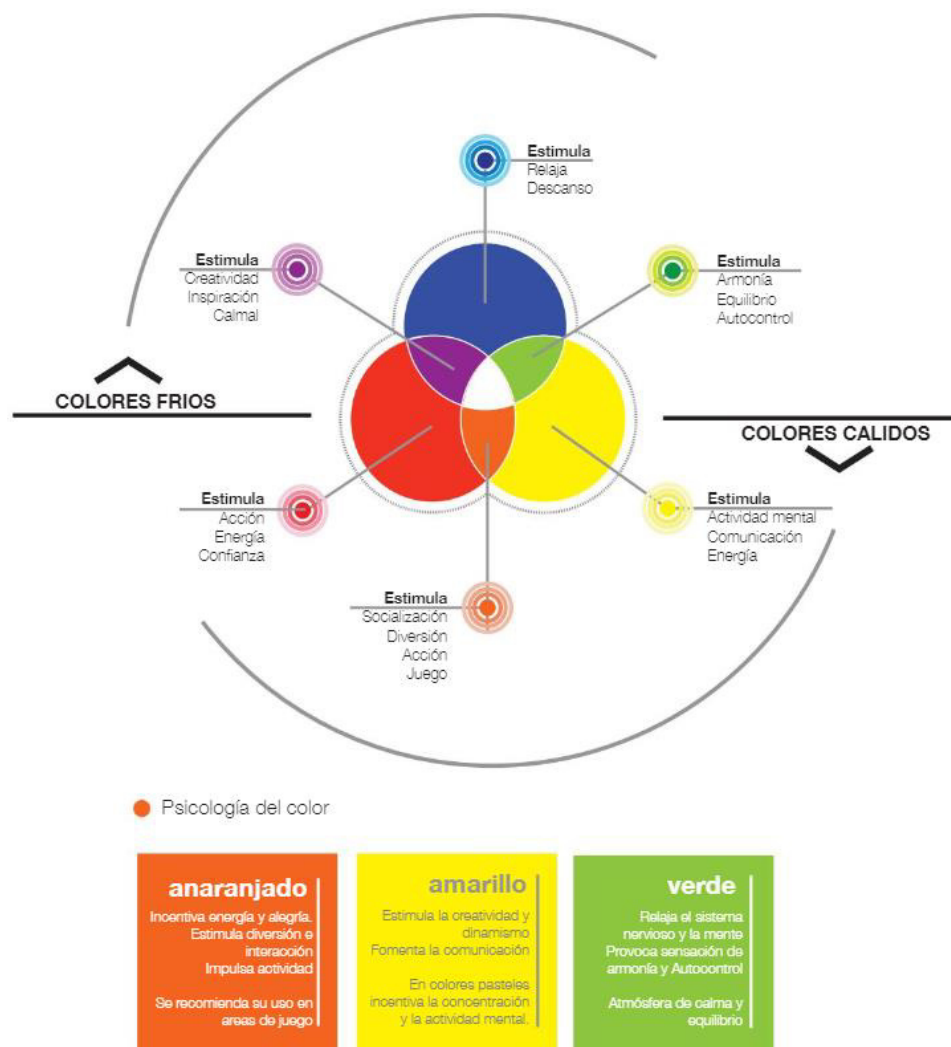 Estimula
Relaja
Descanso
Estimula
Creatividad
Inspiración
Calmal
Estimula
Armonía
Equilibrio
Autocontrol
COLORES FRIOS
COLORES CALIDOS
Estimula
Acción
Energía
Confianza
Estimula
Actividad mental
Comunicación
Energía
Estimula
Socialización
Diversión
Acción
Juego
Psicología del color
anaranjado
Incentiva energía y alegría.
Estimula diversión e
interacción
Impulsa actividad
Se recomienda su uso en
areas de juego
amarillo
Estimula la creatividad y
dinamismo
Fomenta la comunicación
En colores pasteles
incentiva la concentración
y la actividad mental.
verde
Relaja el sistema
nervioso y la mente
Provoca sensación de
armonía y Autocontrol
Atmósfera de calma y
equilibrio